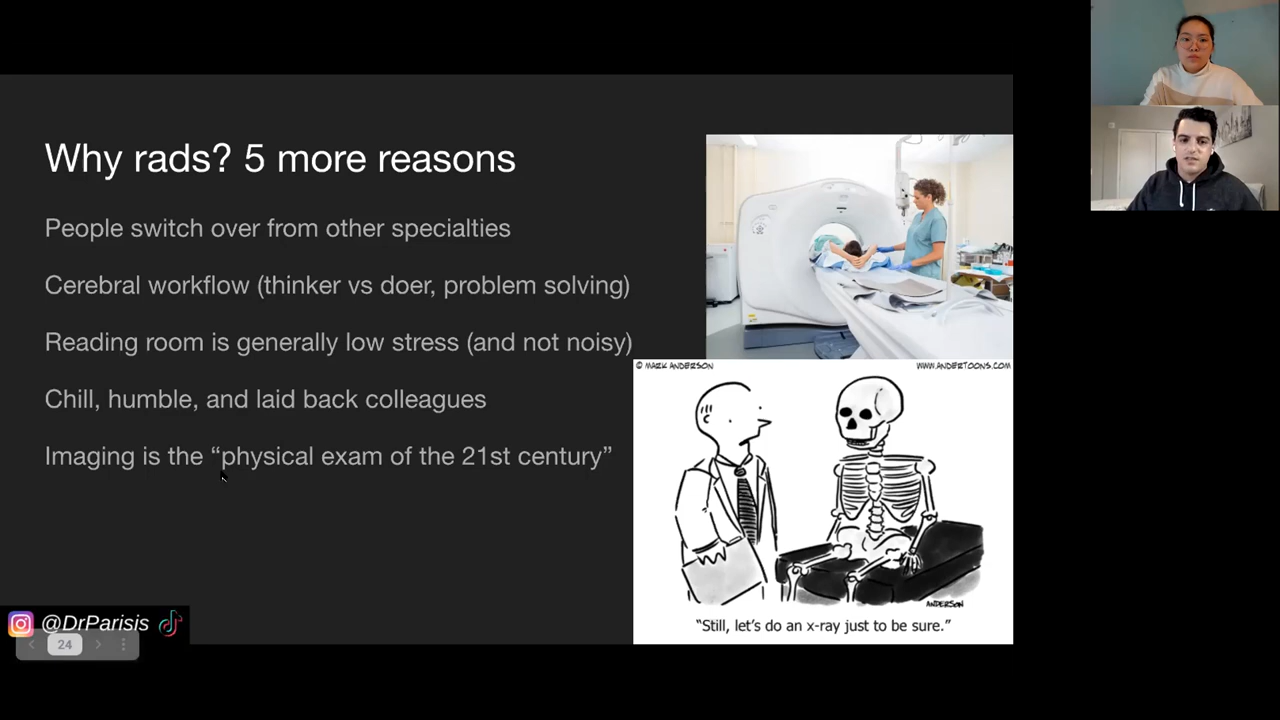 Why rads? 5 more reasons
People switch over from other specialties
Cerebral workflow (thinker vs doer, problem solving)
Reading room is generally low stress (and not noisy)
Chill, humble, and laid back colleagues
Imaging is the “physical exam of the 21st century”
© MARK ANDERSON
WWW.ANDERTOONS.COM
ANDERSON
“Still, let’s do an x-ray just to be sure.”
@DrParisis
24